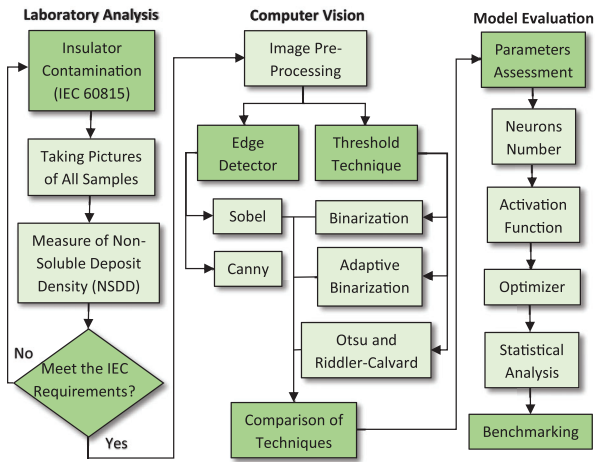 Laboratory Analysis
Insulator
Contamination
(IEC 60815)
Taking Pictures
of All Samples
Measure of Non-
Soluble Deposit
Density (NSDD)
No
Meet the IEC
Requirements?
Yes
Computer Vision
Image Pre-
Processing
Edge
Detector
Threshold
Technique
Sobel
Binarization
Canny
Adaptive
Binarization
Otsu and
Riddler-Calvard
Comparison of
Techniques
Model Evaluation
Parameters
Assessment
Neurons
Number
Activation
Function
Optimizer
Statistical
Analysis
Benchmarking